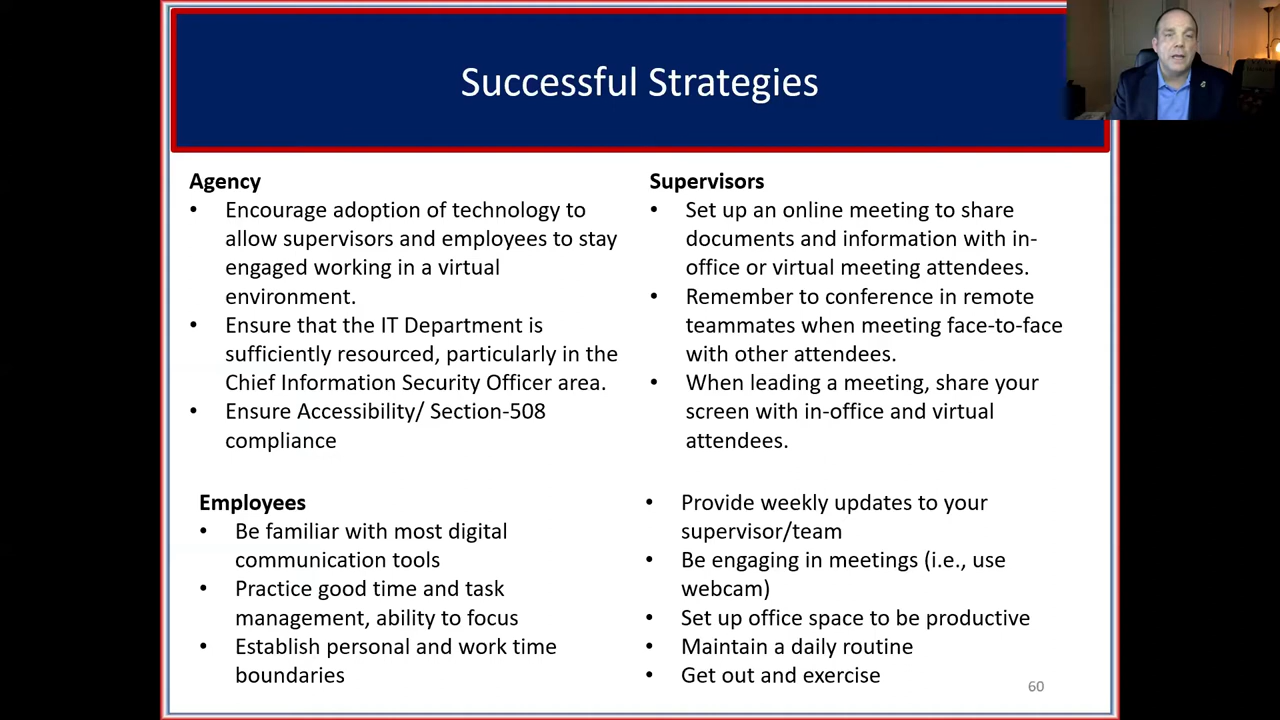 Successful Strategies
Agency
• Encourage adoption of technology to
allow supervisors and employees to stay
engaged working in a virtual
environment.
• Ensure that the IT Department is
sufficiently resourced, particularly in the
Chief Information Security Officer area.
• Ensure Accessibility/ Section-508
compliance
Supervisors
• Set up an online meeting to share
documents and information with in-
office or virtual meeting attendees.
• Remember to conference in remote
teammates when meeting face-to-face
with other attendees.
• When leading a meeting, share your
screen with in-office and virtual
attendees.
Employees
• Be familiar with most digital
communication tools
• Practice good time and task
management, ability to focus
• Establish personal and work time
boundaries
• Provide weekly updates to your
supervisor/team
• Be engaging in meetings (i.e., use
webcam)
• Set up office space to be productive
• Maintain a daily routine
• Get out and exercise
60